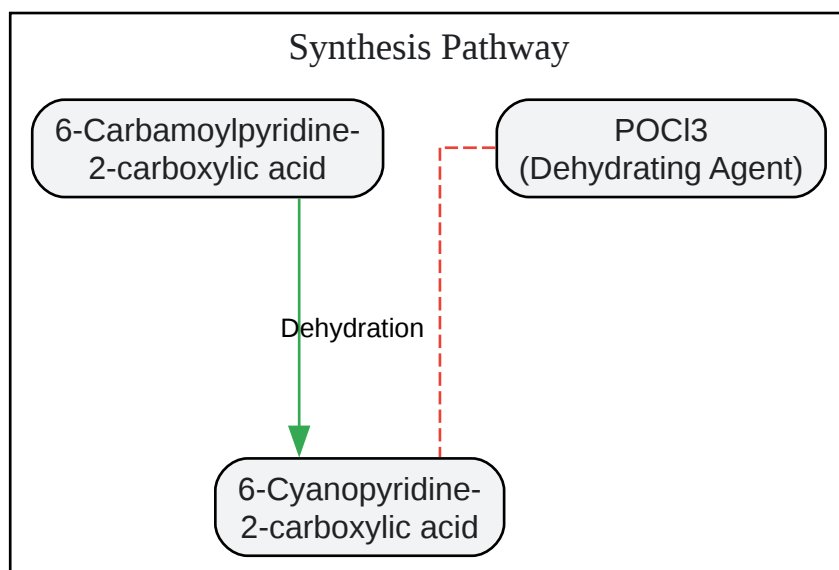 Synthesis Pathway
6-Carbamoylpyridine-
2-carboxylic acid
POCl3
(Dehydrating Agent)
Dehydration
6-Cyanopyridine-
2-carboxylic acid